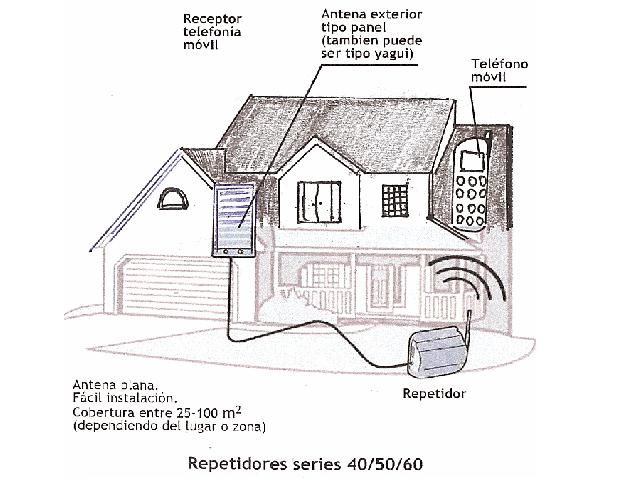 Receptor
telefonía
móvil
Antena exterior
tipo panel
(tambien puede
ser tipo yagui)
Teléfono
móvil
Repetidor
Antena plana.
Fácil instalación.
Cobertura entre 25-100 m²
(dependiendo del lugar o zona)
Repetidores series 40/50/60